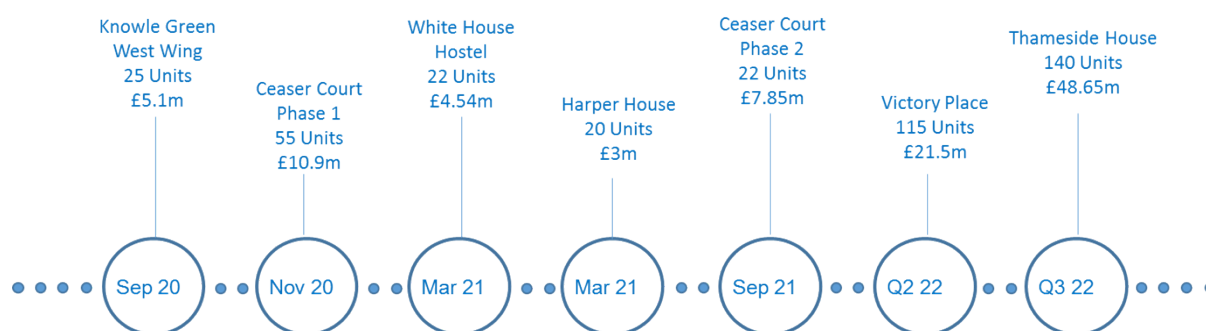 Knowle Green
West Wing
25 Units
£5.1m
Ceaser Court
Phase 1
55 Units
£10.9m
White House
Hostel
22 Units
£4.54m
Harper House
20 Units
£3m
Ceaser Court
Phase 2
22 Units
£7.85m
Victory Place
115 Units
£21.5m
Thameside House
140 Units
£48.65m
Sep 20
Nov 20
Mar 21
Mar 21
Sep 21
Q2 22
Q3 22